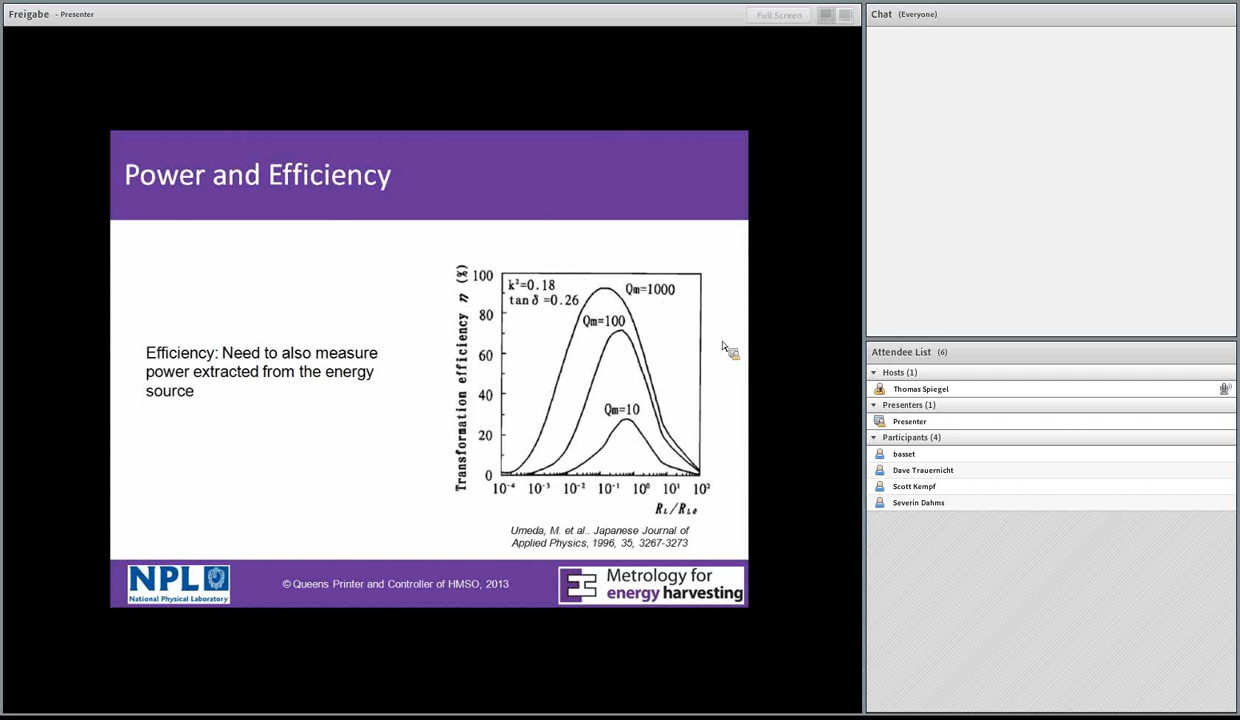 Freigabe - Presenter
Full Screen
Power and Efficiency
Efficiency: Need to also measure
power extracted from the energy
source
Transformation efficiency η (%)
100
80
60
40
20
0
k²=0.18
tan δ =0.26
Qm=1000
Qm=100
Qm=10
10⁻⁴ 10⁻³ 10⁻² 10⁻¹ 10⁰ 10¹ 10²
R_L/R_L0
Umeda, M. et al.. Japanese Journal of
Applied Physics, 1996, 35, 3267-3273
NPL
National Physical Laboratory
© Queens Printer and Controller of HMSO, 2013
Metrology for
energy harvesting
Chat (Everyone)
Attendee List (6)
Hosts (1)
Thomas Spiegel
Presenters (1)
Presenter
Participants (4)
basset
Dave Trauernicht
Scott Kempf
Severin Dahms